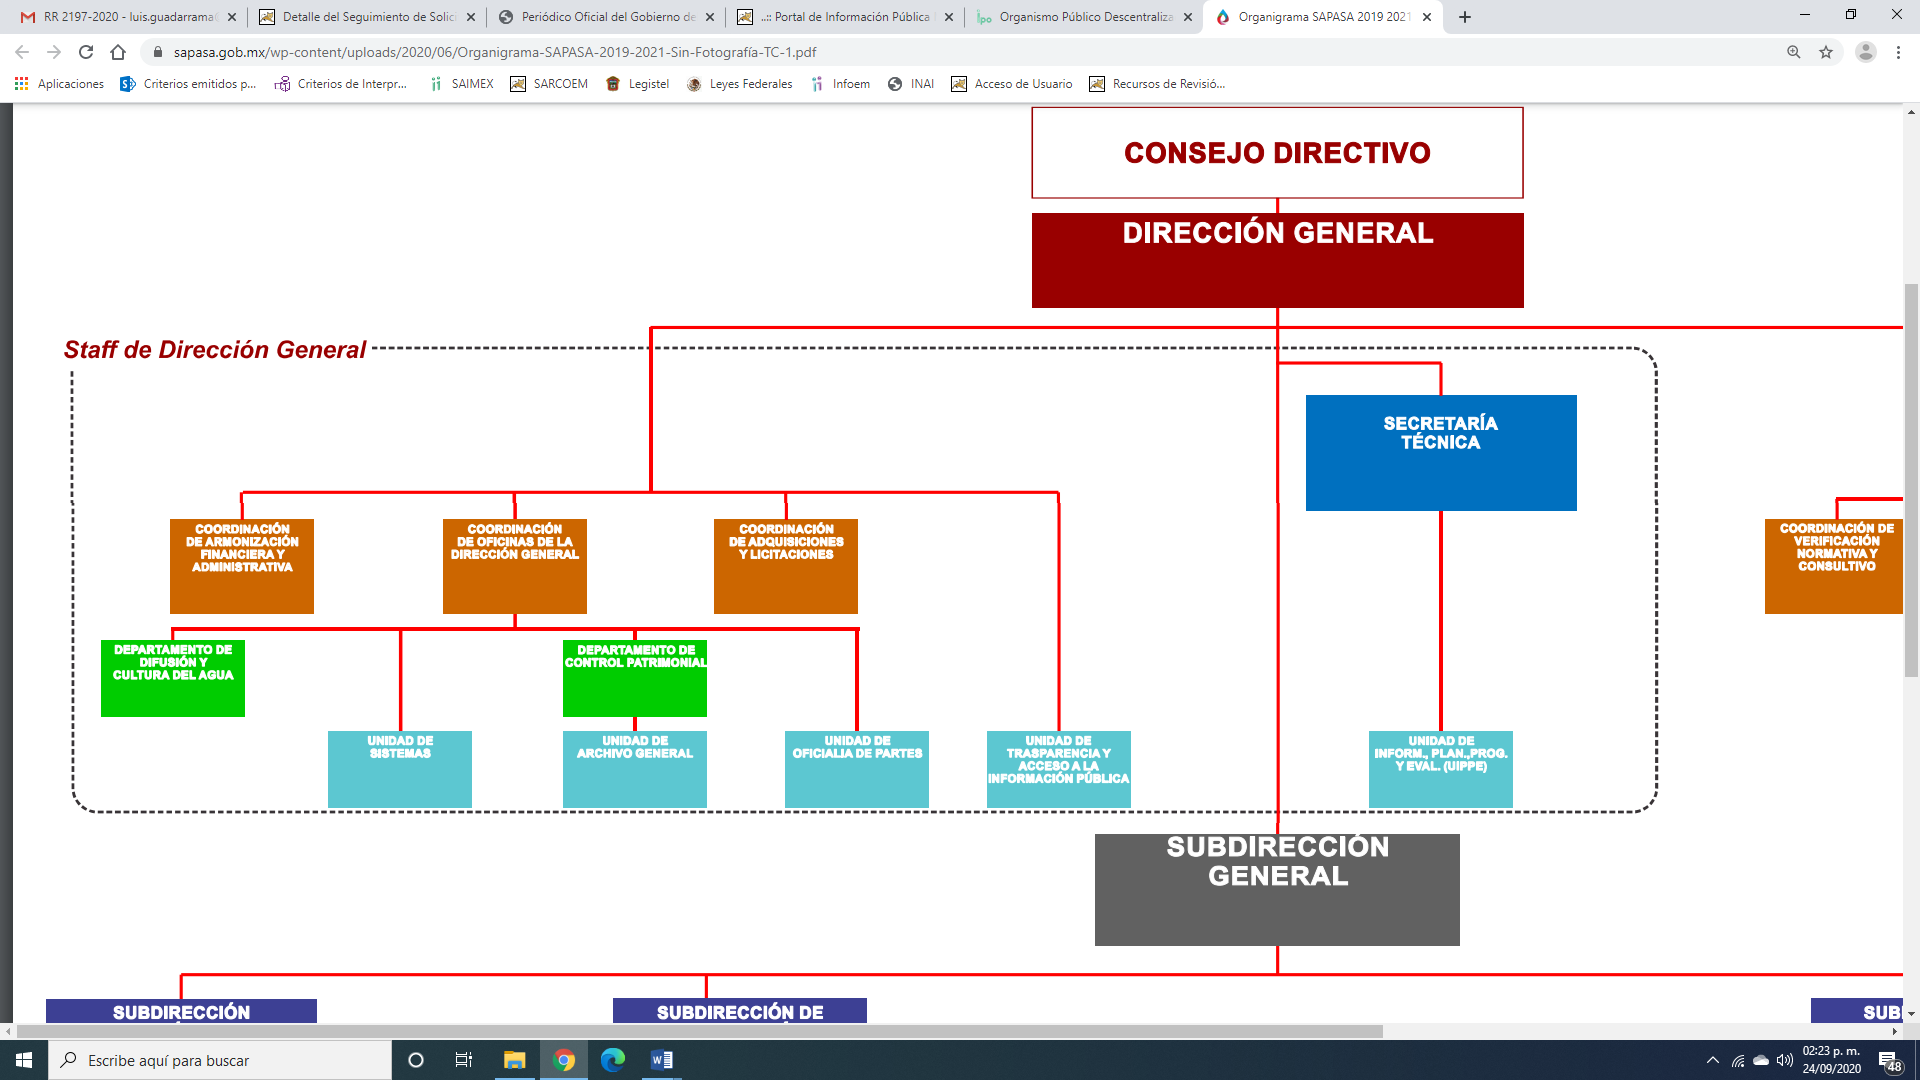 RR 2197-2020 - luis.guadarrama
Detalle del Seguimiento de Solici
Periódico Oficial del Gobierno de
..:: Portal de Información Pública
Organismo Público Descentraliza
Organigrama SAPASA 2019 2021
sapasa.gob.mx/wp-content/uploads/2020/06/Organigrama-SAPASA-2019-2021-Sin-Fotografía-TC-1.pdf
Aplicaciones
Criterios emitidos p...
Criterios de Interpr...
SAIMEX
SARCOEM
Legistel
Leyes Federales
Infoem
INAI
Acceso de Usuario
Recursos de Revisió...
CONSEJO DIRECTIVO
DIRECCIÓN GENERAL
Staff de Dirección General
SECRETARÍA
TÉCNICA
COORDINACIÓN
DE ARMONIZACIÓN
FINANCIERA Y
ADMINISTRATIVA
COORDINACIÓN
DE OFICINAS DE LA
DIRECCIÓN GENERAL
COORDINACIÓN
DE ADQUISICIONES
Y LICITACIONES
COORDINACIÓN DE
VERIFICACIÓN
NORMATIVA Y
CONSULTIVO
DEPARTAMENTO DE
DIFUSIÓN Y
CULTURA DEL AGUA
DEPARTAMENTO DE
CONTROL PATRIMONIAL
UNIDAD DE
SISTEMAS
UNIDAD DE
ARCHIVO GENERAL
UNIDAD DE
OFICIALIA DE PARTES
UNIDAD DE
TRASPARENCIA Y
ACCESO A LA
INFORMACIÓN PÚBLICA
UNIDAD DE
INFORM., PLAN.,PROG.
Y EVAL. (UIPPE)
SUBDIRECCIÓN
GENERAL
SUBDIRECCIÓN
SUBDIRECCIÓN DE
SUB
Escribe aquí para buscar
02:23 p. m.
24/09/2020
48